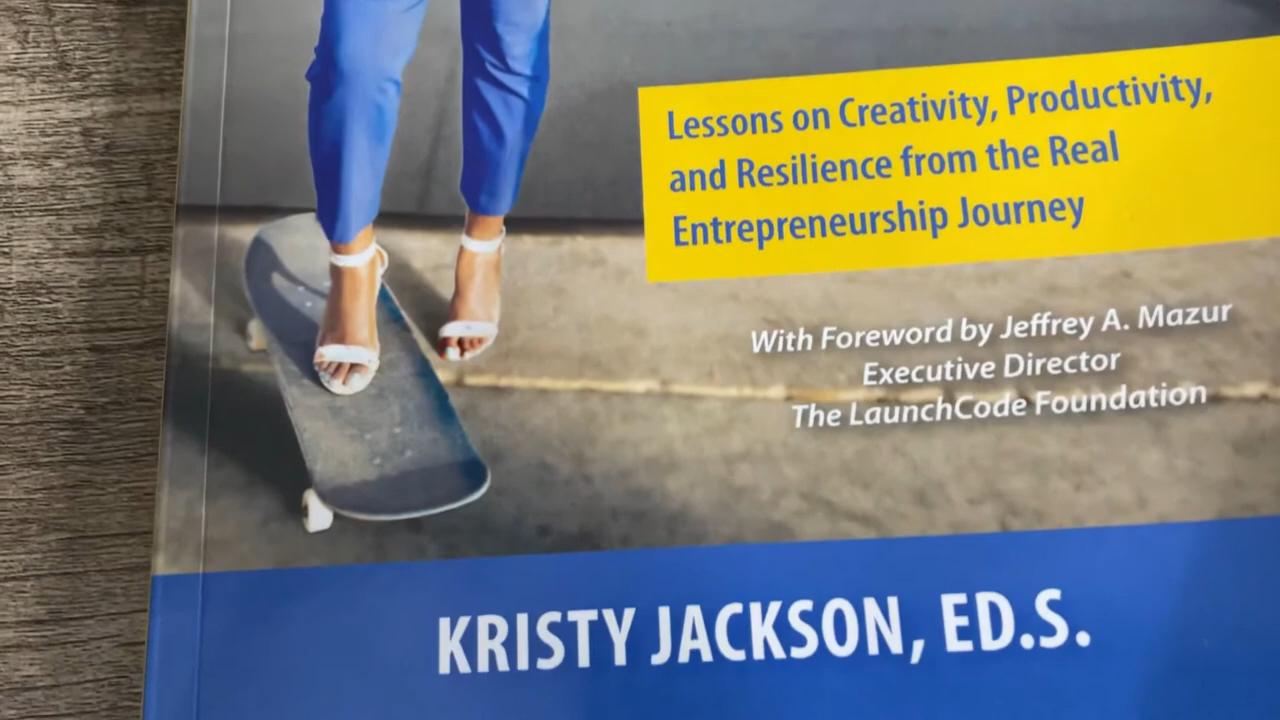 Lessons on Creativity, Productivity,
and Resilience from the Real
Entrepreneurship Journey
With Foreword by Jeffrey A. Mazur
Executive Director
The LaunchCode Foundation
KRISTY JACKSON, ED.S.